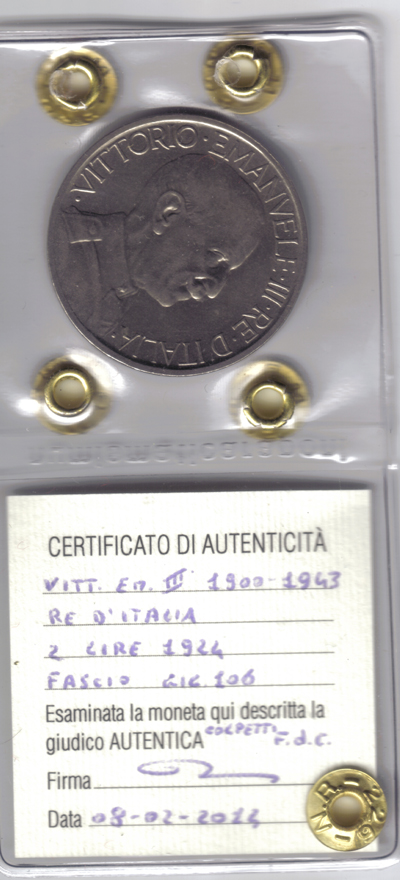 · VITTORIO · EMANVELE · III · RE · D'ITALIA ·
CERTIFICATO DI AUTENTICITÀ
VITT. EM. III 1900-1943
RE D'ITALIA
2 LIRE 1924
FASCIO GIG. 106
Esaminata la moneta qui descritta la
giudico AUTENTICA COLPETTI F.d.c.
Firma
Data 08-02-2014